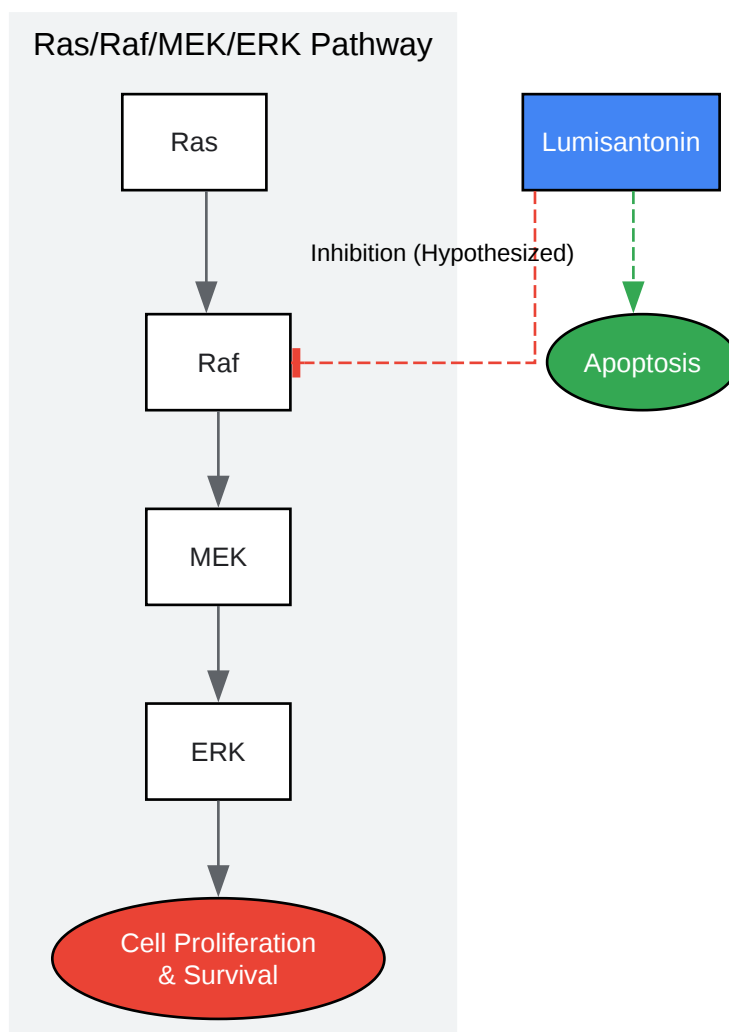 Ras/Raf/MEK/ERK Pathway
Ras
Lumisantonin
Inhibition (Hypothesized)
Raf
Apoptosis
MEK
ERK
Cell Proliferation
& Survival